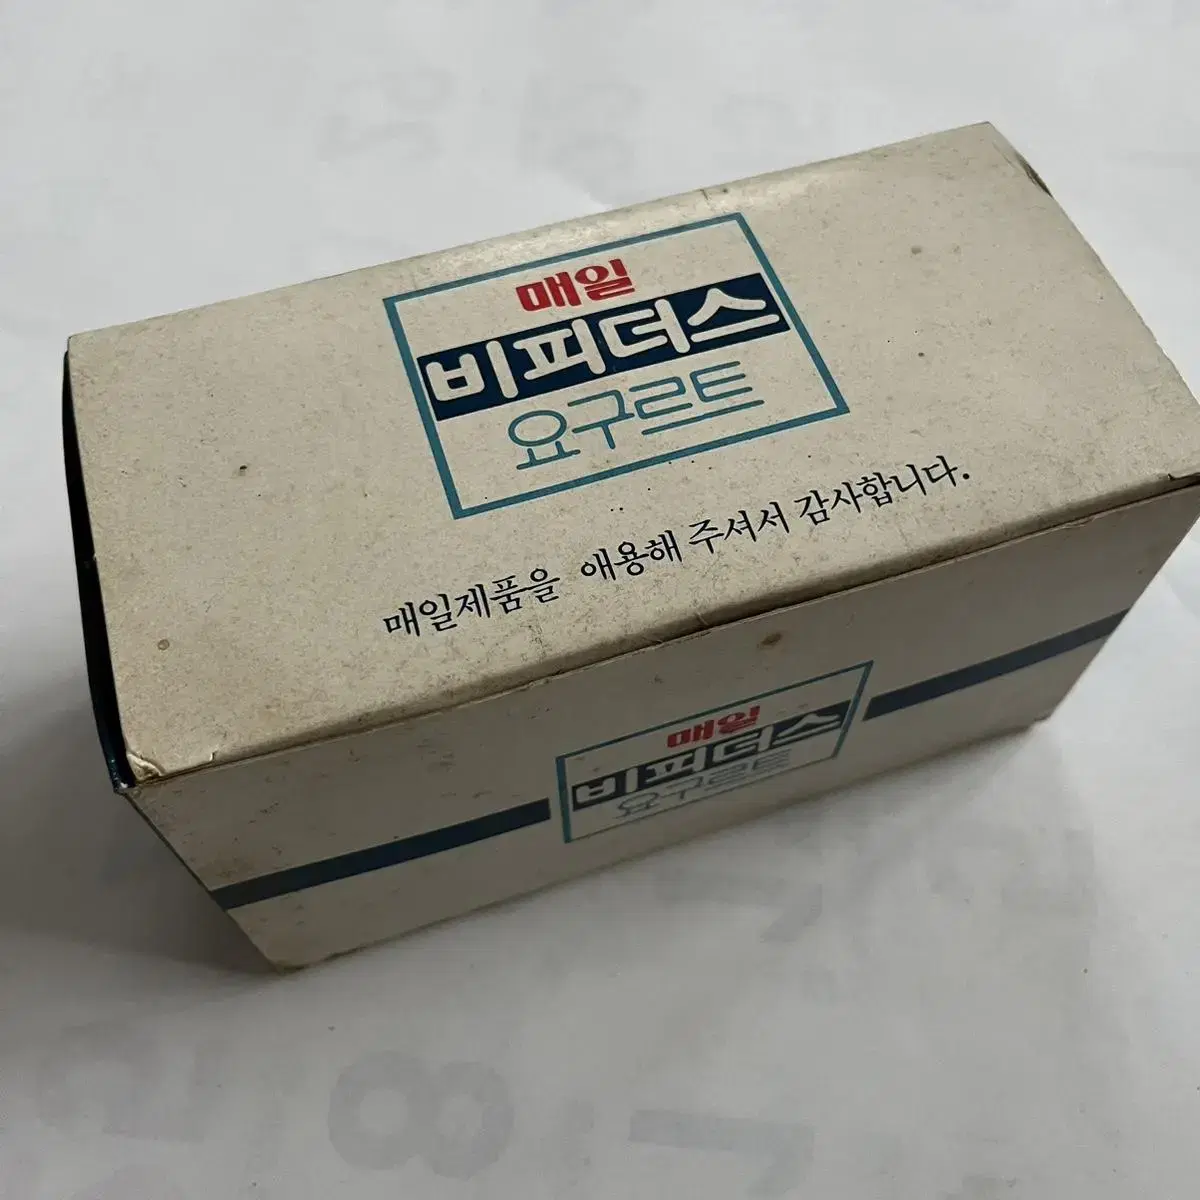 매일
비피더스
요구르트
매일제품을 애용해 주셔서 감사합니다.
매일
비피더스
요구르트